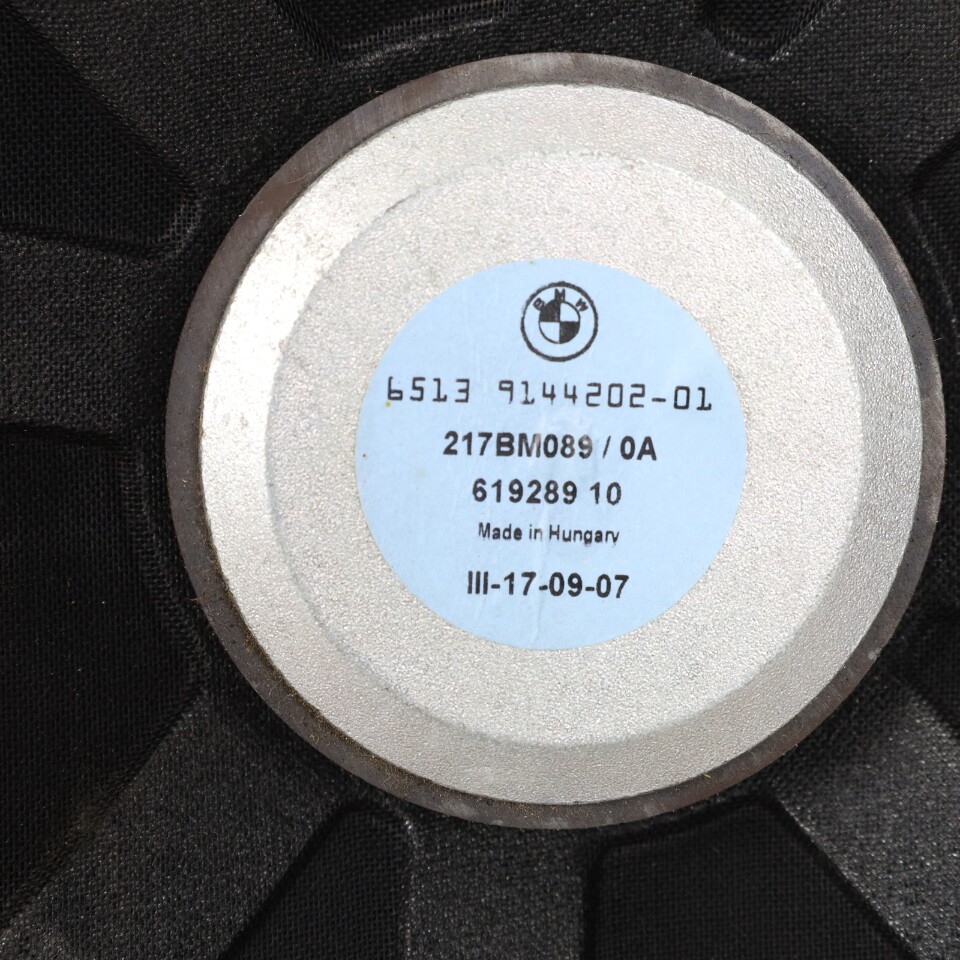 BMW
6513 9144202-01
217BM089 / 0A
619289 10
Made in Hungary
III-17-09-07